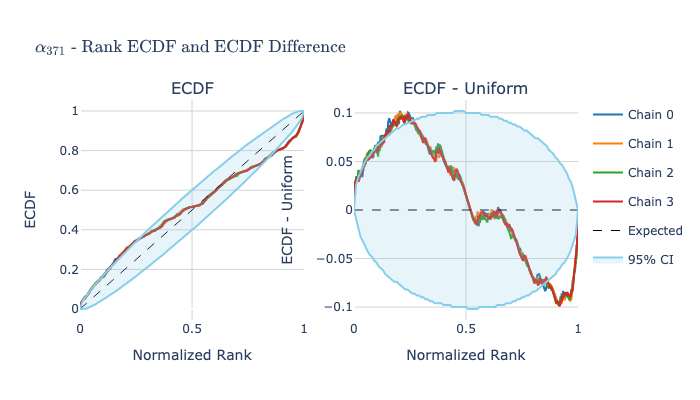 α371 - Rank ECDF and ECDF Difference
ECDF
ECDF - Uniform
1
0.8
0.6
0.4
0.2
0
0
0.5
1
ECDF
Normalized Rank
0.1
0.05
0
−0.05
−0.1
0
0.5
1
ECDF - Uniform
Normalized Rank
Chain 0
Chain 1
Chain 2
Chain 3
Expected
95% CI